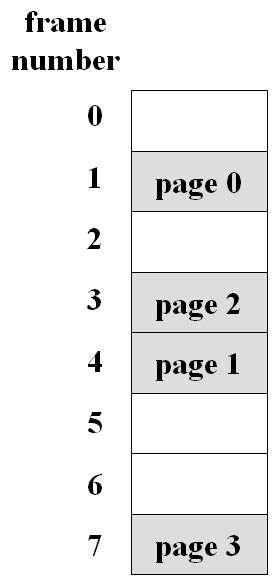 frame
number
0
1 page 0
2
3 page 2
4 page 1
5
6
7 page 3